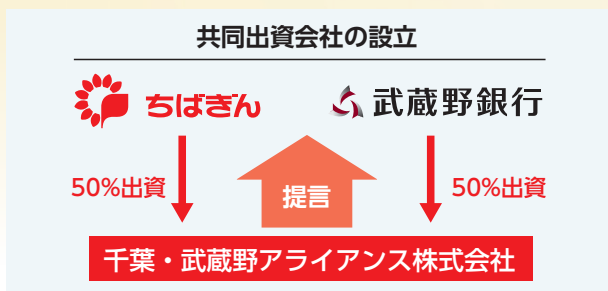 共同出資会社の設立
ちばぎん
武蔵野銀行
50%出資
提言
50%出資
千葉・武蔵野アライアンス株式会社